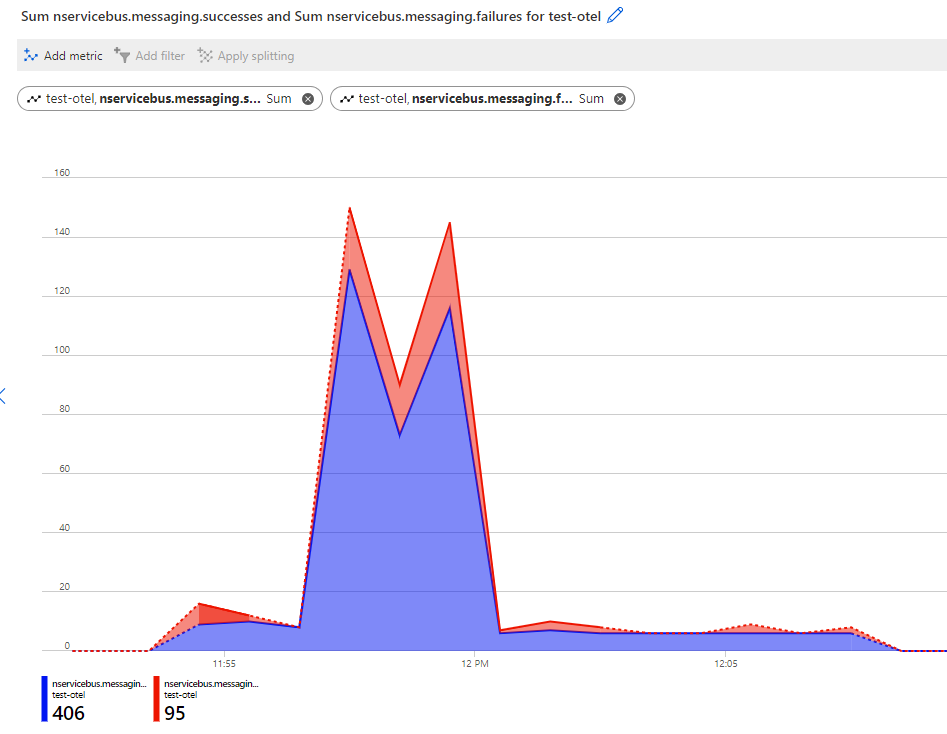 Sum nservicebus.messaging.successes and Sum nservicebus.messaging.failures for test-otel
Add metric Add filter Apply splitting
test-otel, nservicebus.messaging.s... Sum test-otel, nservicebus.messaging.f... Sum
160
140
120
100
80
60
40
20
0
11:55 12 PM 12:05
nservicebus.messagin... nservicebus.messagin...
test-otel test-otel
406 95